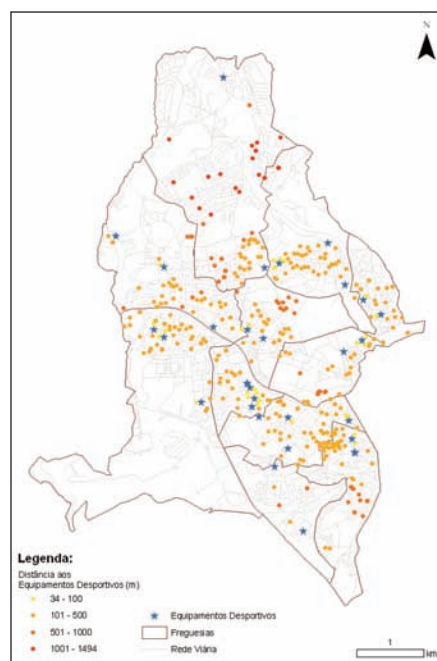 N
Legenda:
Distância aos
Equipamentos Desportivos (m)
34 - 100
101 - 500
501 - 1000
1001 - 1494
Equipamentos Desportivos
Freguesias
Rede Viária
1
km